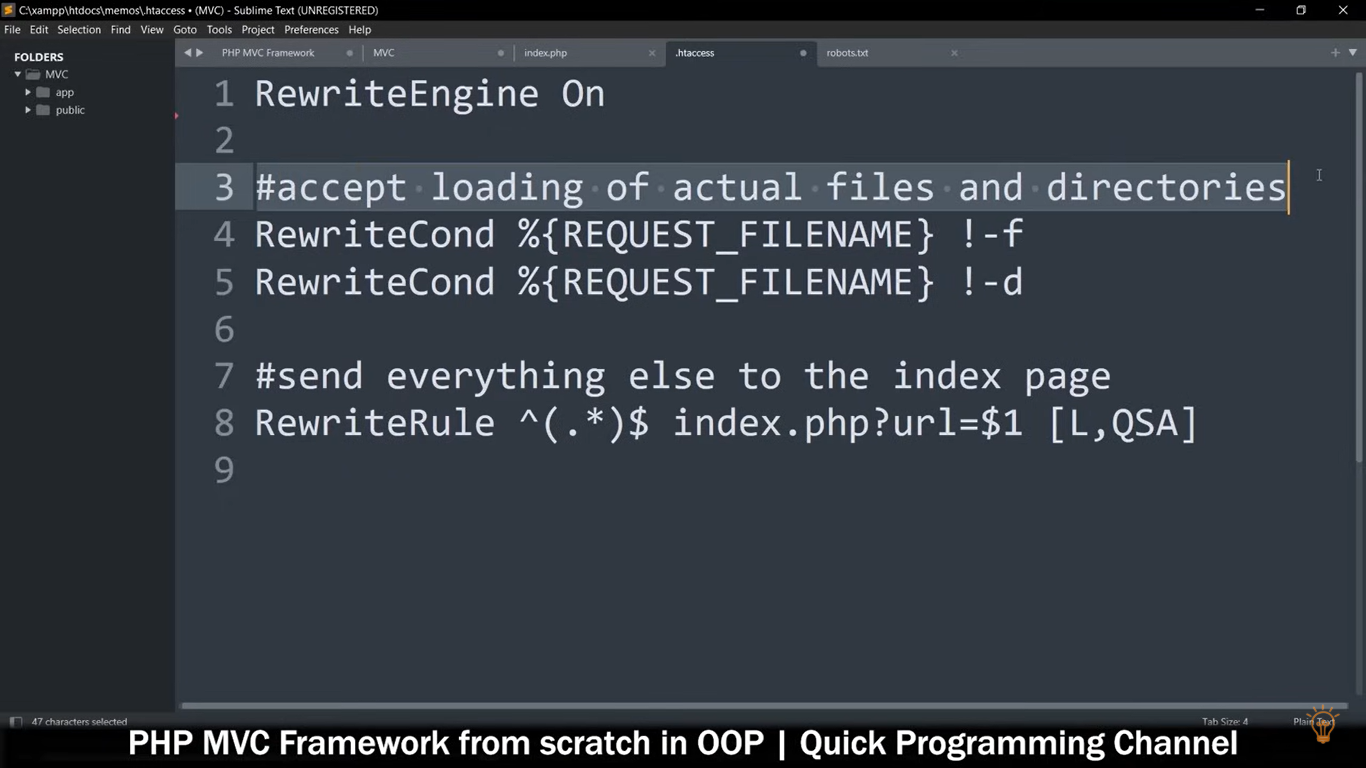 C:\xampp\htdocs\memos\.htaccess • (MVC) - Sublime Text (UNREGISTERED)
File Edit Selection Find View Goto Tools Project Preferences Help
FOLDERS
MVC
app
public
PHP MVC Framework MVC index.php .htaccess robots.txt
1 RewriteEngine On
2
3 #accept loading of actual files and directories
4 RewriteCond %{REQUEST_FILENAME} !-f
5 RewriteCond %{REQUEST_FILENAME} !-d
6
7 #send everything else to the index page
8 RewriteRule ^(.*)$ index.php?url=$1 [L,QSA]
9
47 characters selected Tab Size: 4 Plain Text
PHP MVC Framework from scratch in OOP | Quick Programming Channel